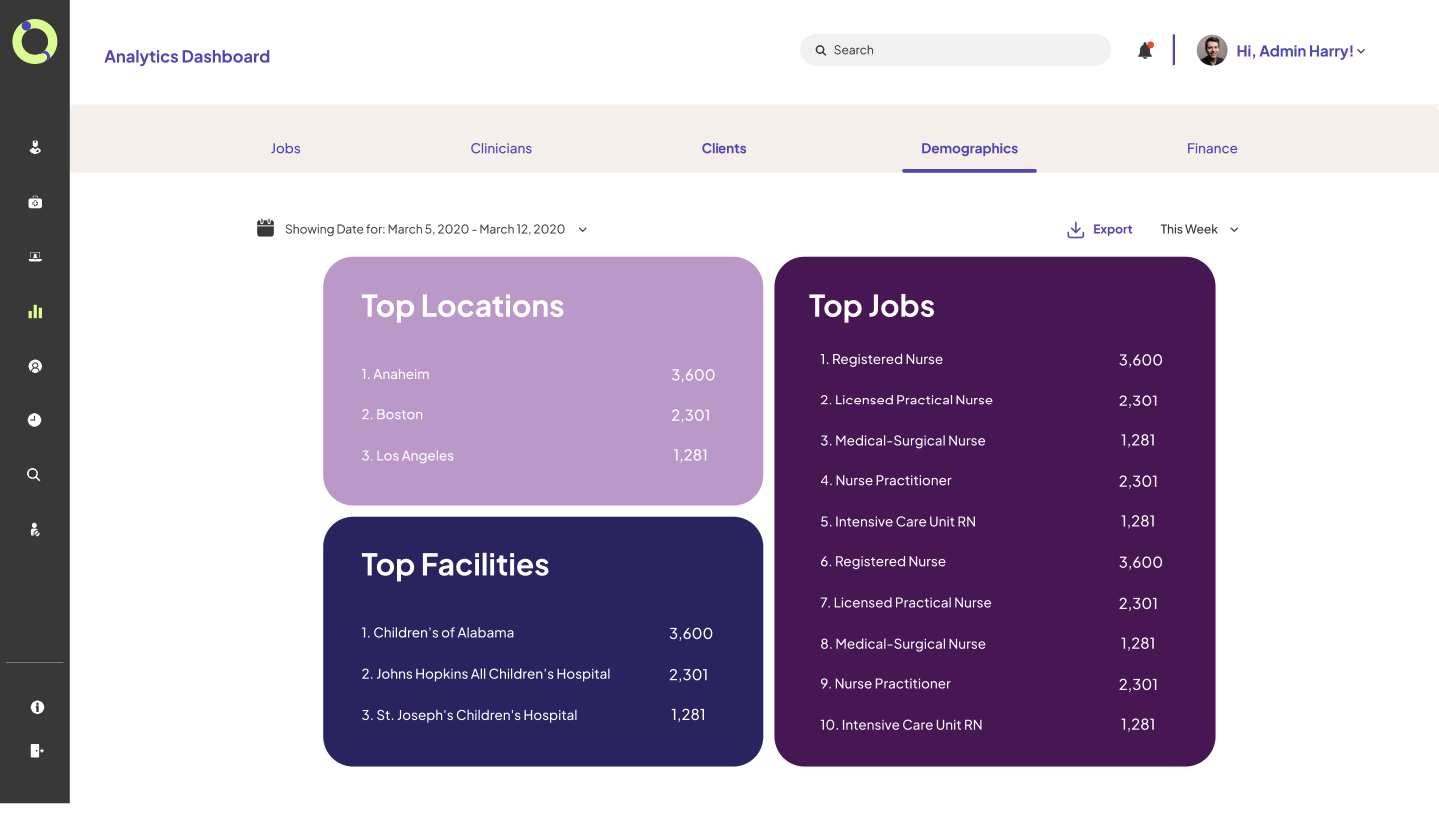 Analytics Dashboard
Search
Hi, Admin Harry!
Jobs
Clinicians
Clients
Demographics
Finance
Showing Date for: March 5, 2020 - March 12, 2020
Export
This Week
Top Locations
1. Anaheim 3,600
2. Boston 2,301
3. Los Angeles 1,281
Top Facilities
1. Children's of Alabama 3,600
2. Johns Hopkins All Children's Hospital 2,301
3. St. Joseph's Children's Hospital 1,281
Top Jobs
1. Registered Nurse 3,600
2. Licensed Practical Nurse 2,301
3. Medical-Surgical Nurse 1,281
4. Nurse Practitioner 2,301
5. Intensive Care Unit RN 1,281
6. Registered Nurse 3,600
7. Licensed Practical Nurse 2,301
8. Medical-Surgical Nurse 1,281
9. Nurse Practitioner 2,301
10. Intensive Care Unit RN 1,281